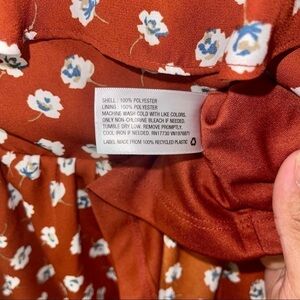 SHELL: 100% POLYESTER
LINING: 100% POLYESTER
MACHINE WASH COLD WITH LIKE COLORS.
ONLY NON-CHLORINE BLEACH IF NEEDED.
TUMBLE DRY LOW. REMOVE PROMPTLY.
COOL IRON IF NEEDED. RN17730
LABEL MADE FROM 100% RECYCLED PLASTIC